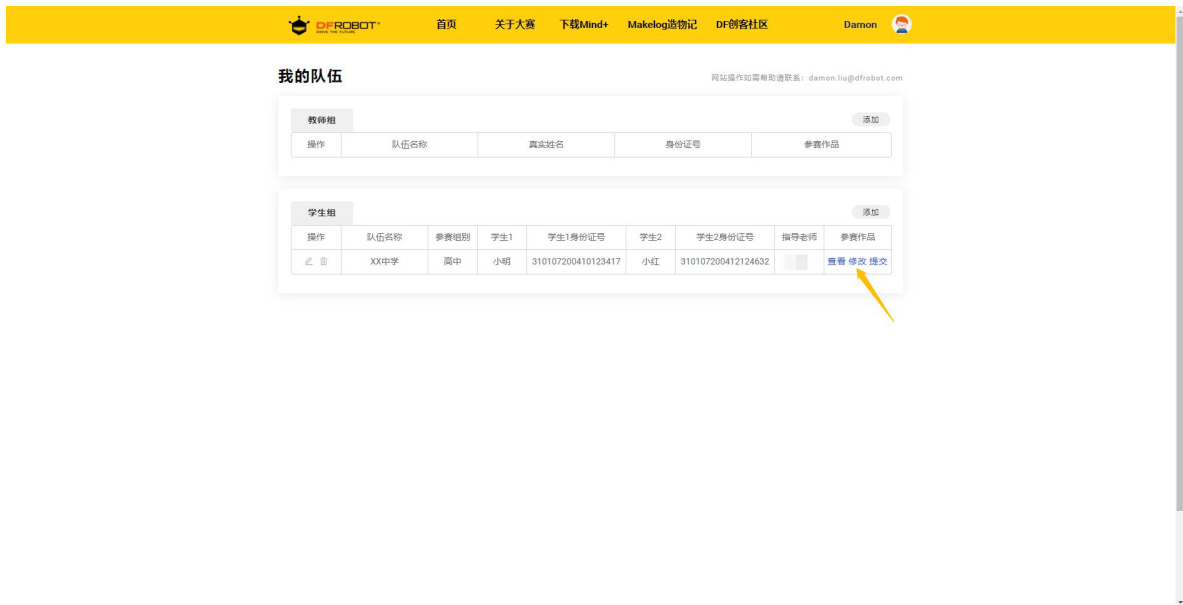 DFROBOT
DRIVE THE FUTURE
首页 关于大赛 下载Mind+ Makelog造物记 DF创客社区 Damon
我的队伍
网站操作如需帮助请联系：damon.liu@dfrobot.com
教师组 添加
操作 队伍名称 真实姓名 身份证号 参赛作品
学生组 添加
操作 队伍名称 参赛组别 学生1 学生1身份证号 学生2 学生2身份证号 指导老师 参赛作品
XX中学 高中 小明 310107200410123417 小红 310107200412124632 查看 修改 提交